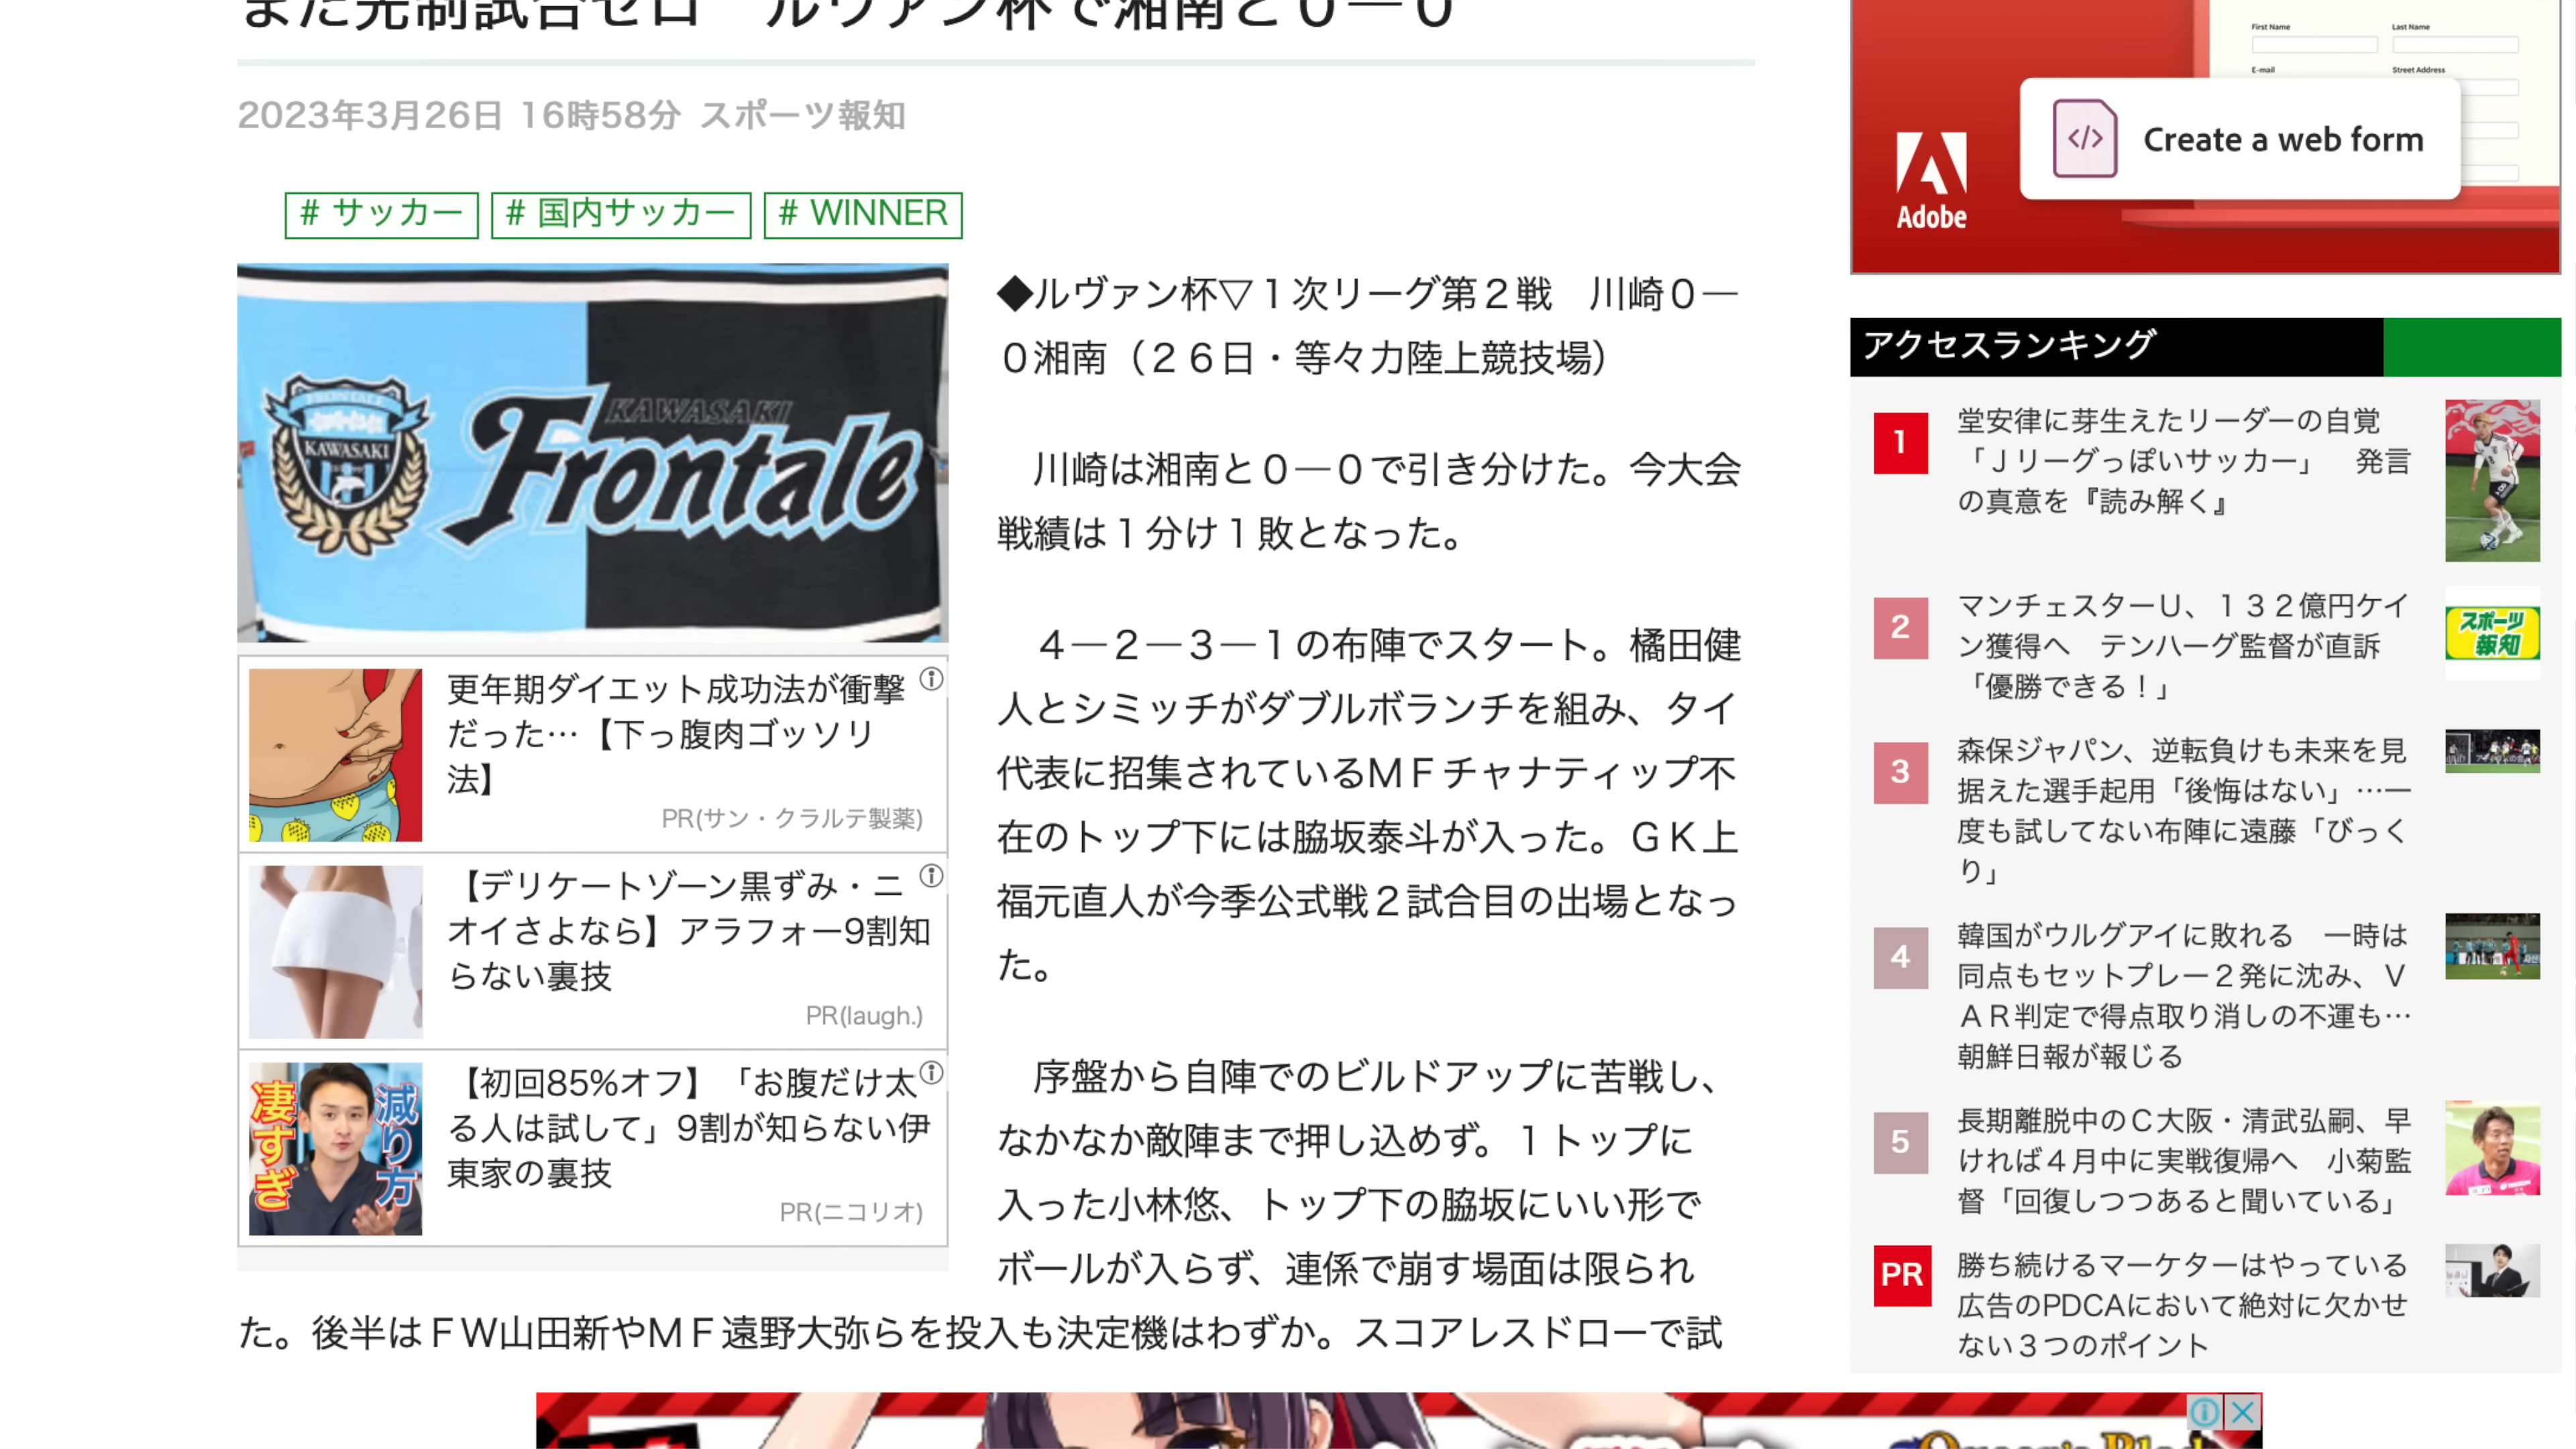 まだ先制試合ゼロ　ルヴァン杯で湘南と０―０
2023年3月26日 16時58分 スポーツ報知
# サッカー
# 国内サッカー
# WINNER
KAWASAKI
KAWASAKI
Frontale
◆ルヴァン杯▽１次リーグ第２戦　川崎０―
０湘南（２６日・等々力陸上競技場）
川崎は湘南と０―０で引き分けた。今大会
戦績は１分け１敗となった。
４―２―３―１の布陣でスタート。橘田健
人とシミッチがダブルボランチを組み、タイ
代表に招集されているＭＦチャナティップ不
在のトップ下には脇坂泰斗が入った。ＧＫ上
福元直人が今季公式戦２試合目の出場となっ
た。
序盤から自陣でのビルドアップに苦戦し、
なかなか敵陣まで押し込めず。１トップに
入った小林悠、トップ下の脇坂にいい形で
ボールが入らず、連係で崩す場面は限られ
た。後半はＦＷ山田新やＭＦ遠野大弥らを投入も決定機はわずか。スコアレスドローで試
更年期ダイエット成功法が衝撃
だった…【下っ腹肉ゴッソリ
法】
PR(サン・クラルテ製薬)
【デリケートゾーン黒ずみ・ニ
オイさよなら】アラフォー9割知
らない裏技
PR(laugh.)
凄すぎ
減り方
【初回85%オフ】「お腹だけ太
る人は試して」9割が知らない伊
東家の裏技
PR(ニコリオ)
First Name
Last Name
E-mail
Street Address
Adobe
</> Create a web form
アクセスランキング
1
堂安律に芽生えたリーダーの自覚
「Ｊリーグっぽいサッカー」　発言
の真意を『読み解く』
2
マンチェスターＵ、１３２億円ケイ
ン獲得へ　テンハーグ監督が直訴
「優勝できる！」
スポーツ
報知
3
森保ジャパン、逆転負けも未来を見
据えた選手起用「後悔はない」…一
度も試してない布陣に遠藤「びっく
り」
4
韓国がウルグアイに敗れる　一時は
同点もセットプレー２発に沈み、Ｖ
ＡＲ判定で得点取り消しの不運も…
朝鮮日報が報じる
5
長期離脱中のＣ大阪・清武弘嗣、早
ければ４月中に実戦復帰へ　小菊監
督「回復しつつあると聞いている」
PR
勝ち続けるマーケターはやっている
広告のPDCAにおいて絶対に欠かせ
ない３つのポイント